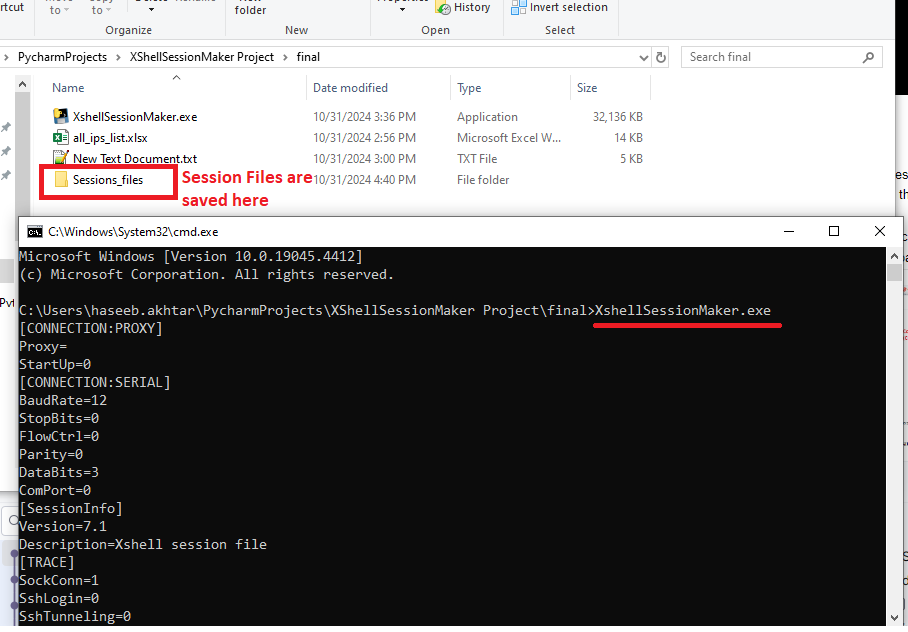 rtcut
to
to
folder
Organize
New
Properties
History
Open
Invert selection
Select
PycharmProjects > XShellSessionMaker Project > final
Search final
Name Date modified Type Size
XshellSessionMaker.exe 10/31/2024 3:36 PM Application 32,136 KB
all_ips_list.xlsx 10/31/2024 2:56 PM Microsoft Excel W... 14 KB
New Text Document.txt 10/31/2024 3:00 PM TXT File 5 KB
Sessions_files 10/31/2024 4:40 PM File folder
Session Files are
saved here
C:\Windows\System32\cmd.exe
Microsoft Windows [Version 10.0.19045.4412]
(c) Microsoft Corporation. All rights reserved.
C:\Users\haseeb.akhtar\PycharmProjects\XShellSessionMaker Project\final>XshellSessionMaker.exe
[CONNECTION:PROXY]
Proxy=
StartUp=0
[CONNECTION:SERIAL]
BaudRate=12
StopBits=0
FlowCtrl=0
Parity=0
DataBits=3
ComPort=0
[SessionInfo]
Version=7.1
Description=Xshell session file
[TRACE]
SockConn=1
SshLogin=0
SshTunneling=0